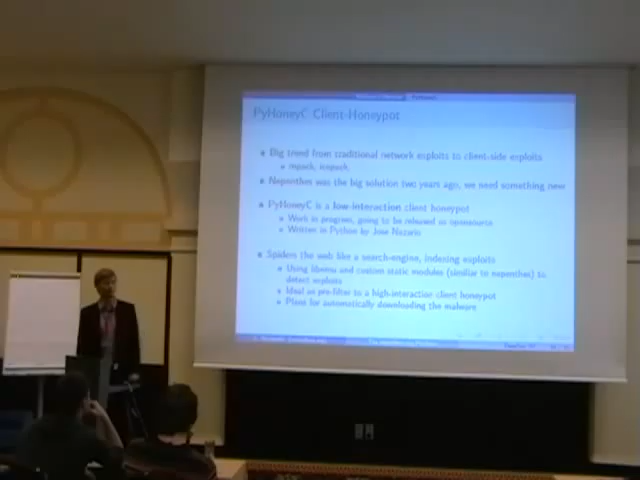 PyHoneyC Client-Honeypot
Big trend from traditional network exploits to client-side exploits
mpack, icepack
Nepenthes was the big solution two years ago, we need something new
PyHoneyC is a low-interaction client honeypot
Work in progress, going to be released as opensource
Written in Python by Jose Nazario
Spiders the web like a search-engine, indexing exploits
Using libemu and custom static modules (similar to nepenthes) to
detect exploits
Ideal as pre-filter to a high-interaction client honeypot
Plans for automatically downloading the malware